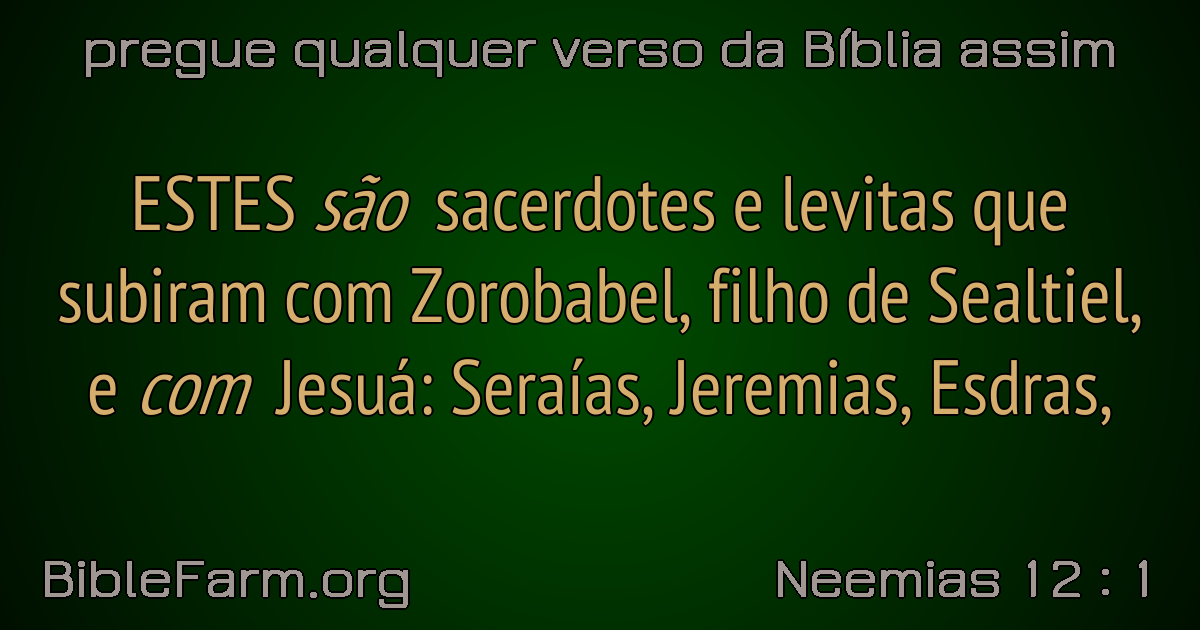 pregue qualquer verso da Bíblia assim
ESTES são sacerdotes e levitas que
subiram com Zorobabel, filho de Sealtiel,
e com Jesuá: Seraías, Jeremias, Esdras,
BibleFarm.org
Neemias 12 : 1